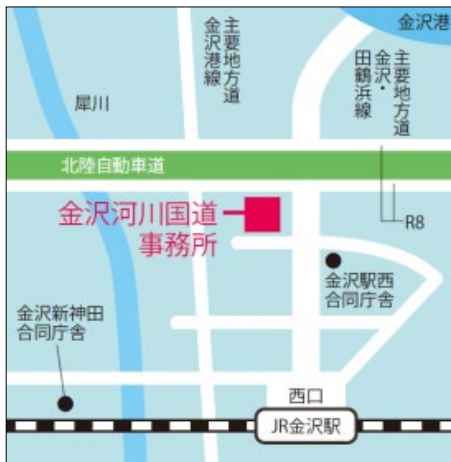 金沢港
主要地方道
金沢港線
主要地方道
金沢・
田鶴浜線
犀川
北陸自動車道
金沢河川国道
事務所
R8
金沢駅西
合同庁舎
金沢新神田
合同庁舎
西口
JR金沢駅